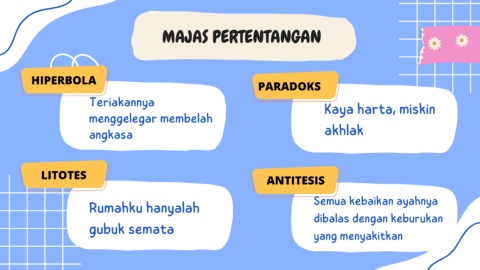 MAJAS PERTENTANGAN
HIPERBOLA
Teriakannya
menggelegar membelah
angkasa
PARADOKS
Kaya harta, miskin
akhlak
LITOTES
Rumahku hanyalah
gubuk semata
ANTITESIS
Semua kebaikan ayahnya
dibalas dengan keburukan
yang menyakitkan